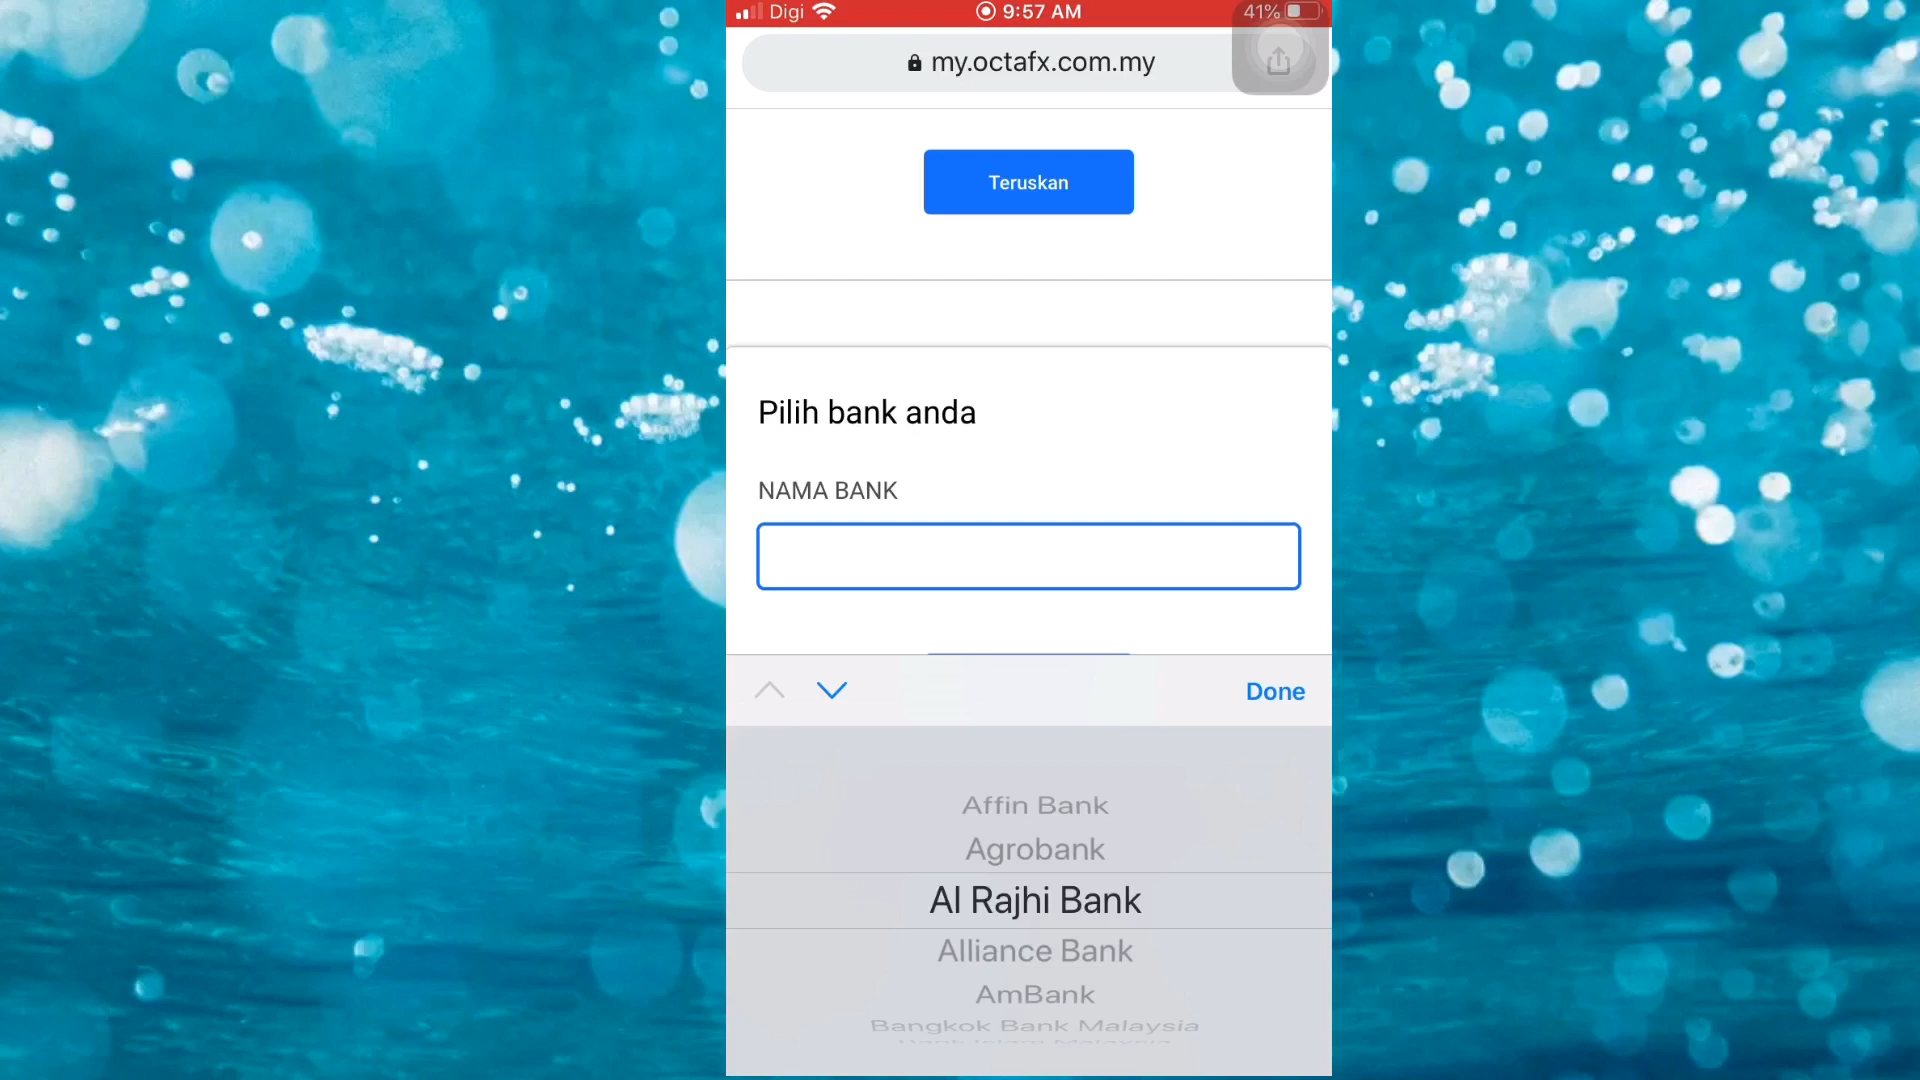 Digi 9:57 AM 41%
my.octafx.com.my
Teruskan
Pilih bank anda
NAMA BANK
Done
Affin Bank
Agrobank
Al Rajhi Bank
Alliance Bank
AmBank
Bangkok Bank Malaysia